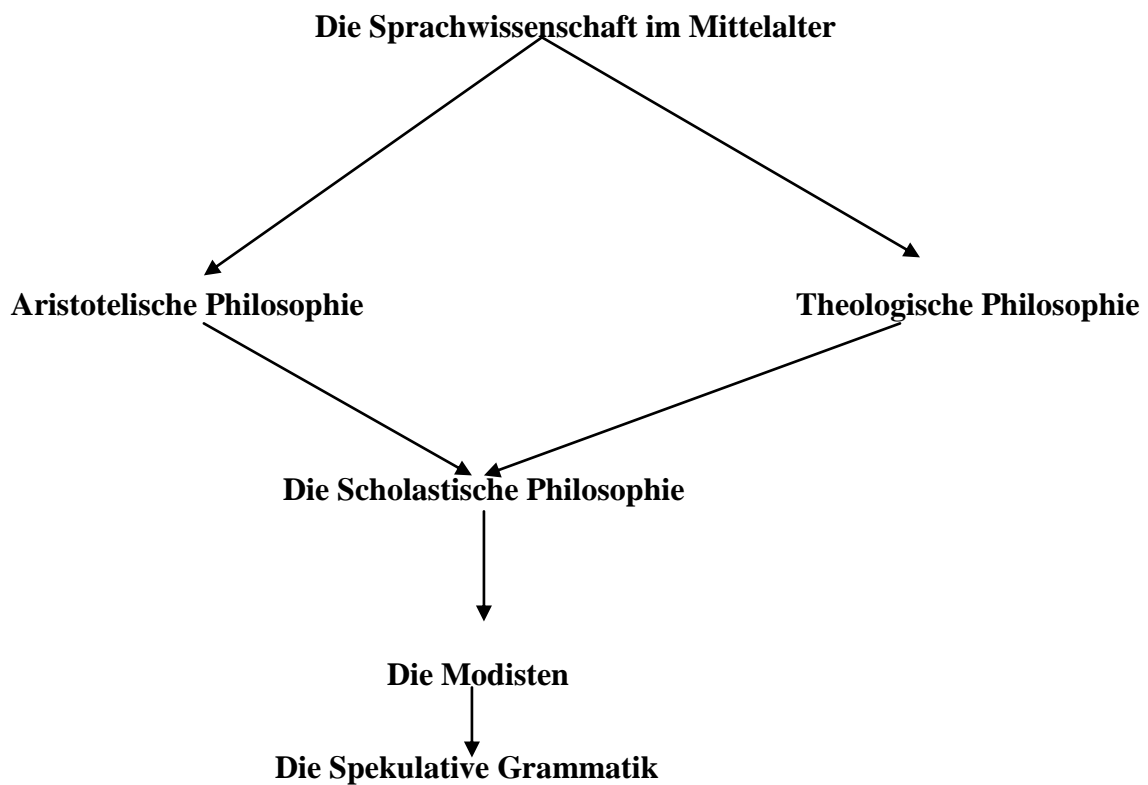 Die Sprachwissenschaft im Mittelalter
Aristotelische Philosophie
Theologische Philosophie
Die Scholastische Philosophie
Die Modisten
Die Spekulative Grammatik